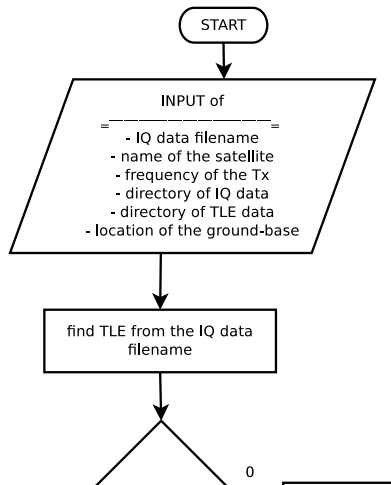 START
INPUT of
=___________=
- IQ data filename
- name of the satellite
- frequency of the Tx
- directory of IQ data
- directory of TLE data
- location of the ground-base
find TLE from the IQ data
filename
0